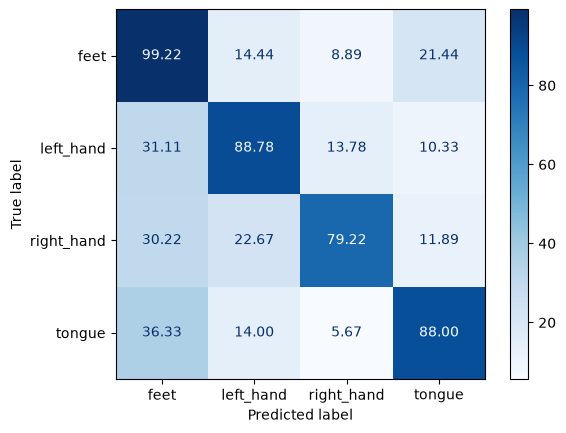 feet 99.22 14.44 8.89 21.44
left_hand 31.11 88.78 13.78 10.33
right_hand 30.22 22.67 79.22 11.89
tongue 36.33 14.00 5.67 88.00
feet left_hand right_hand tongue
Predicted label
True label
80
60
40
20